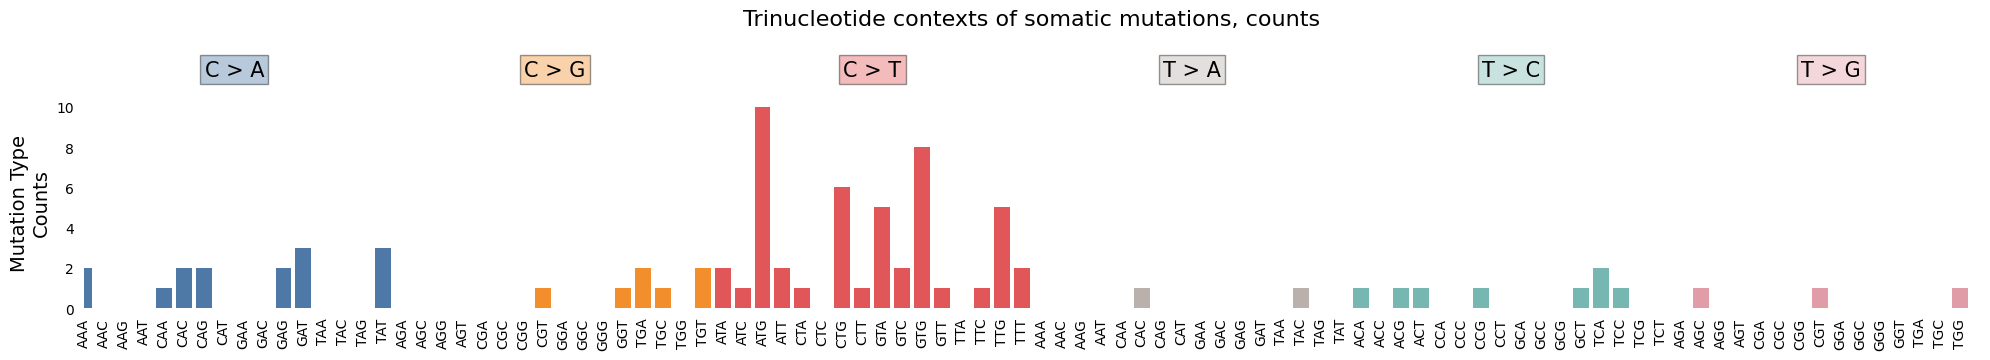 Trinucleotide contexts of somatic mutations, counts
C > A C > G C > T T > A T > C T > G
Mutation Type
Counts
10
8
6
4
2
0
AAA AAC AAG AAT CAA CAC CAG CAT GAA GAC GAG GAT TAA TAC TAG TAT AGA AGC AGG AGT CGA CGC CGG CGT GGA GGC GGG GGT TGA TGC TGG TGT ATA ATC ATG ATT CTA CTC CTG CTT GTA GTC GTG GTT TTA TTC TTG TTT AAA AAC AAG AAT CAA CAC CAG CAT GAA GAC GAG GAT TAA TAC TAG TAT ACA ACC ACG ACT CCA CCC CCG CCT GCA GCC GCG GCT TCA TCC TCG TCT AGA AGC AGG AGT CGA CGC CGG CGT GGA GGC GGG GGT TGA TGC TGG